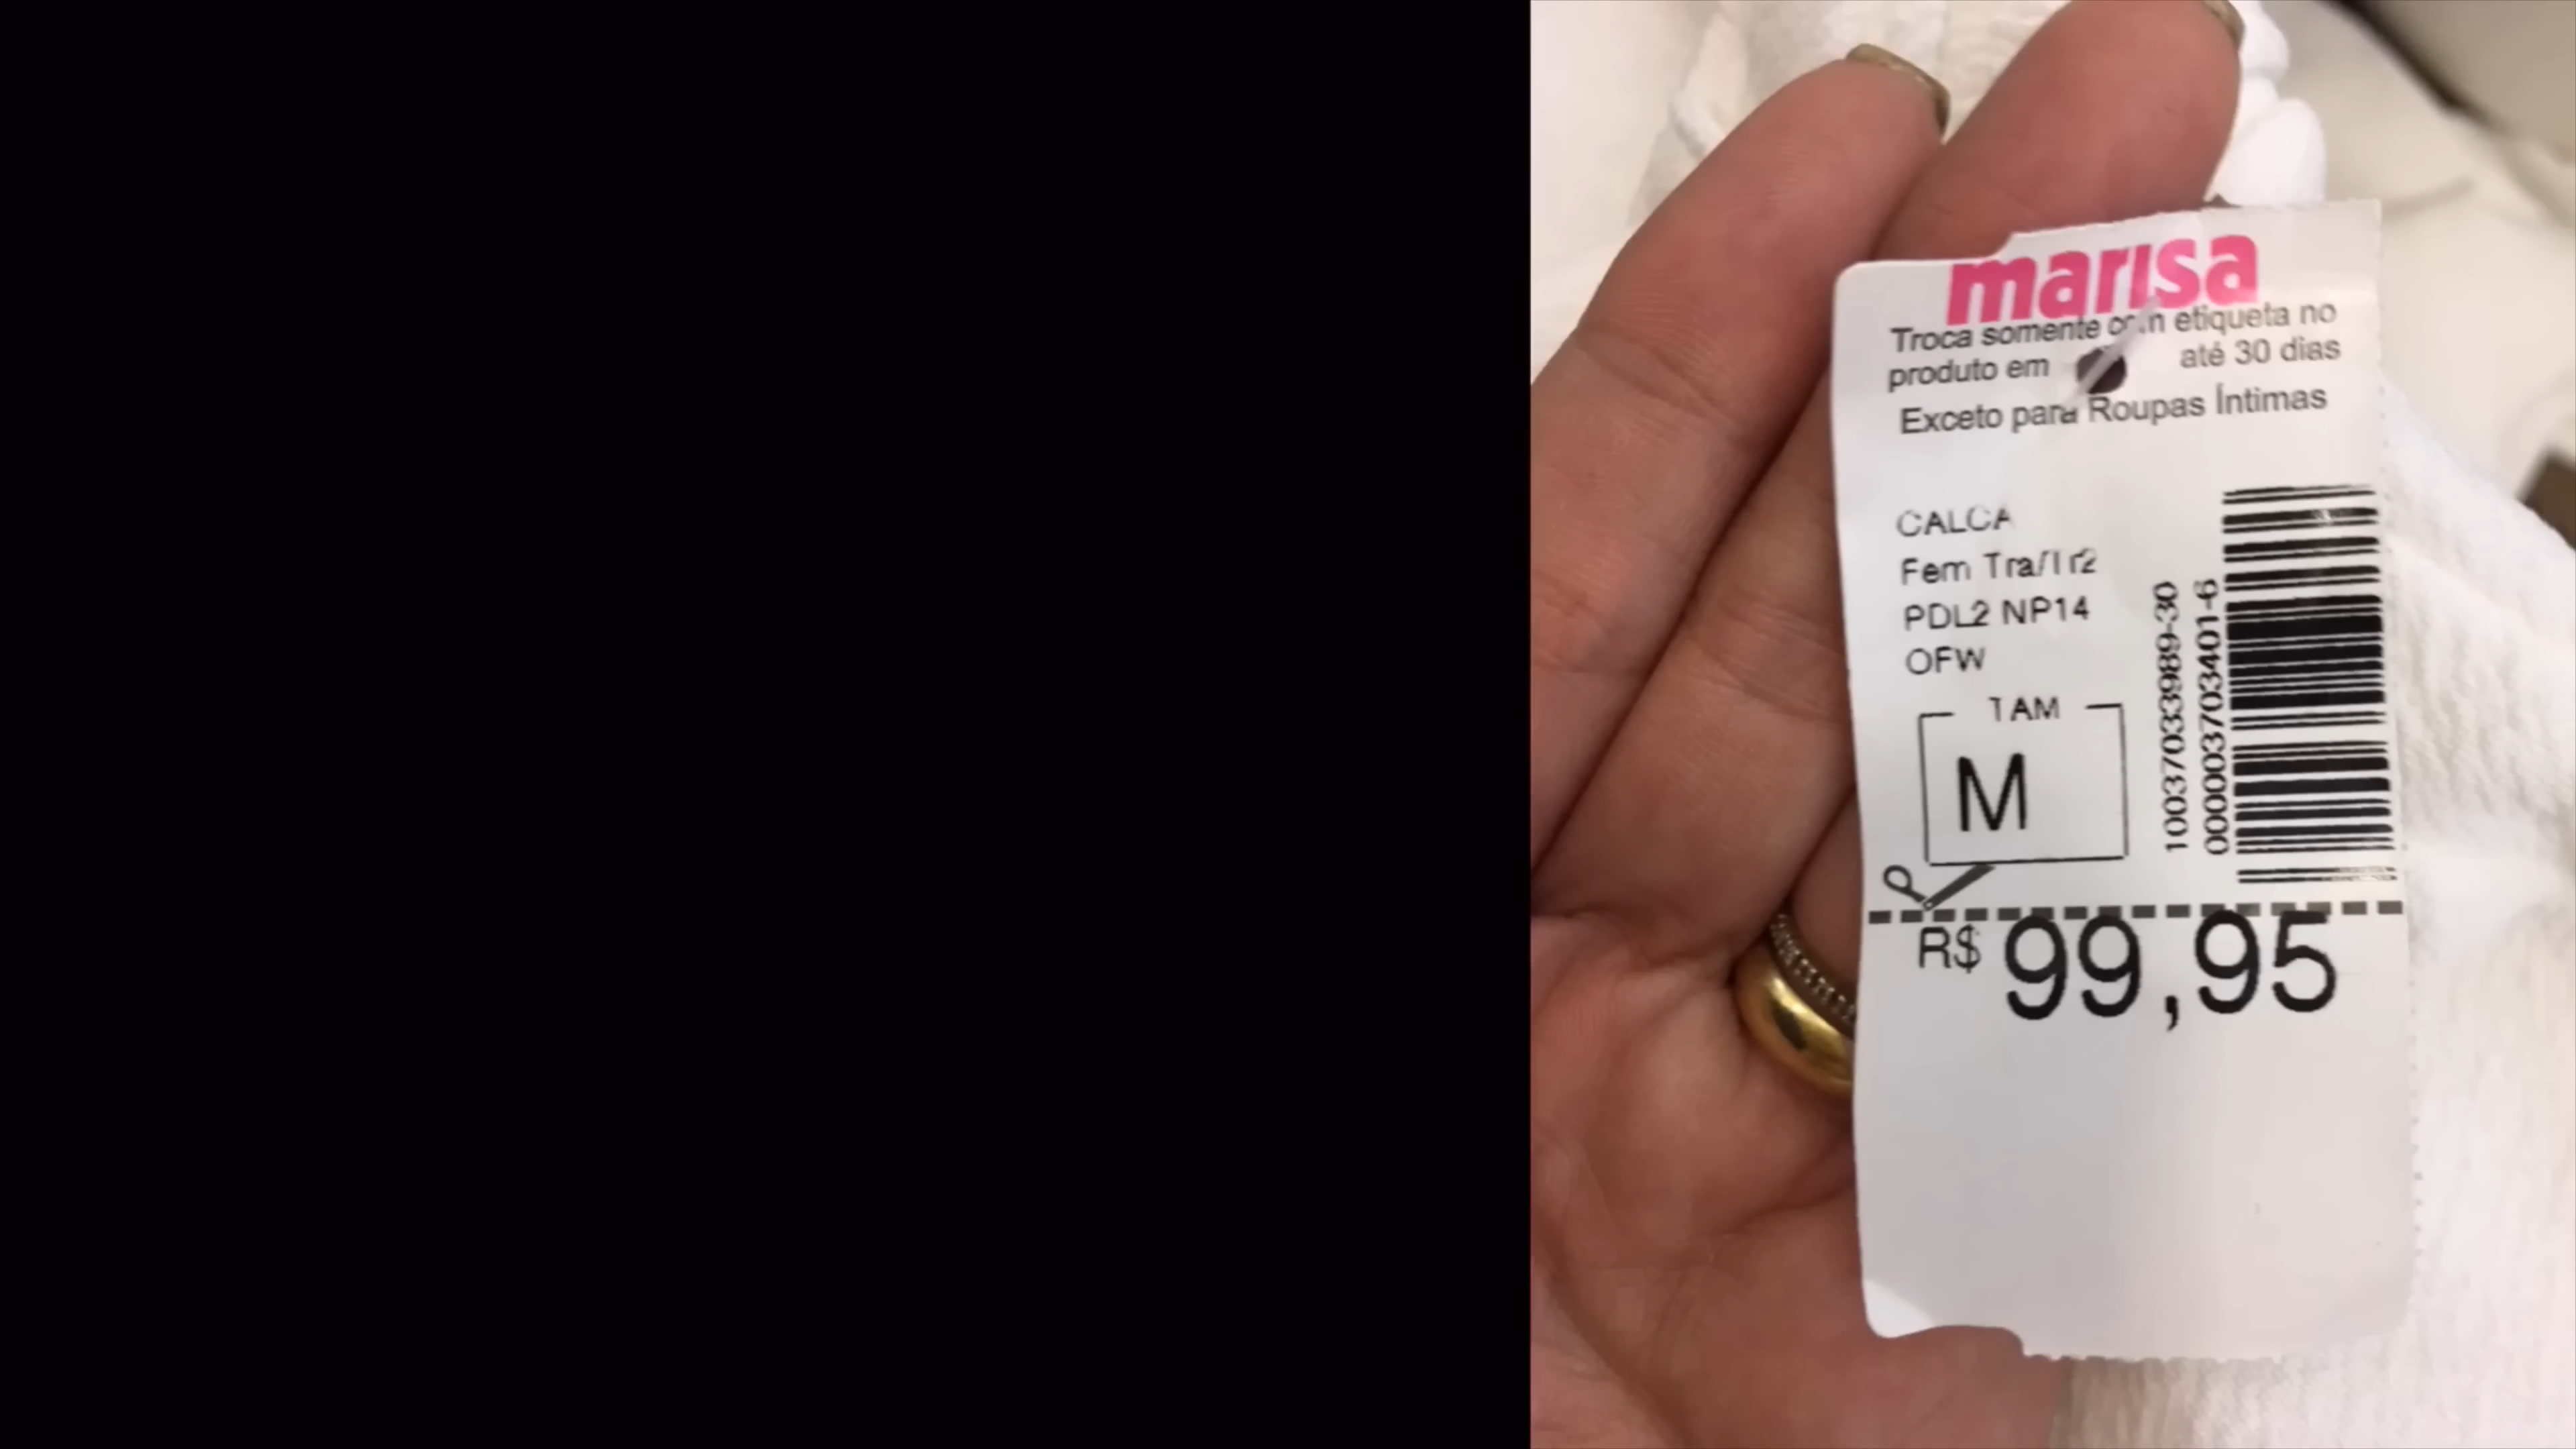 marisa
Troca somente com etiqueta no
produto em até 30 dias
Exceto para Roupas Íntimas
CALCA
Fem Tra/Tr2
PDL2 NP14
OFW
TAM
M
10037033989-30
000003703401-6
R$ 99,95